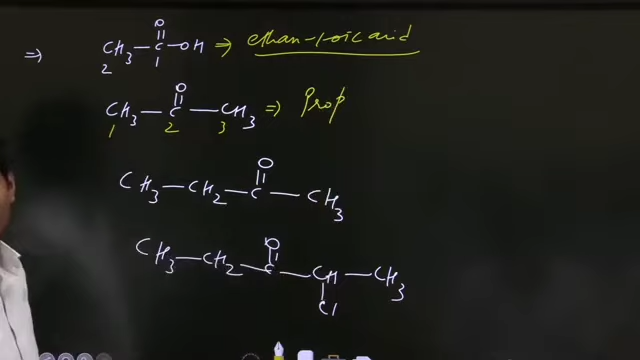 ⇒ CH3—C(=O)—OH ⇒ ethan-1-oic acid
2 1
CH3—C(=O)—CH3 ⇒ Prop
1 2 3
CH3—CH2—C(=O)—CH3
CH3—CH2—C(=O)—CH(Cl)—CH3